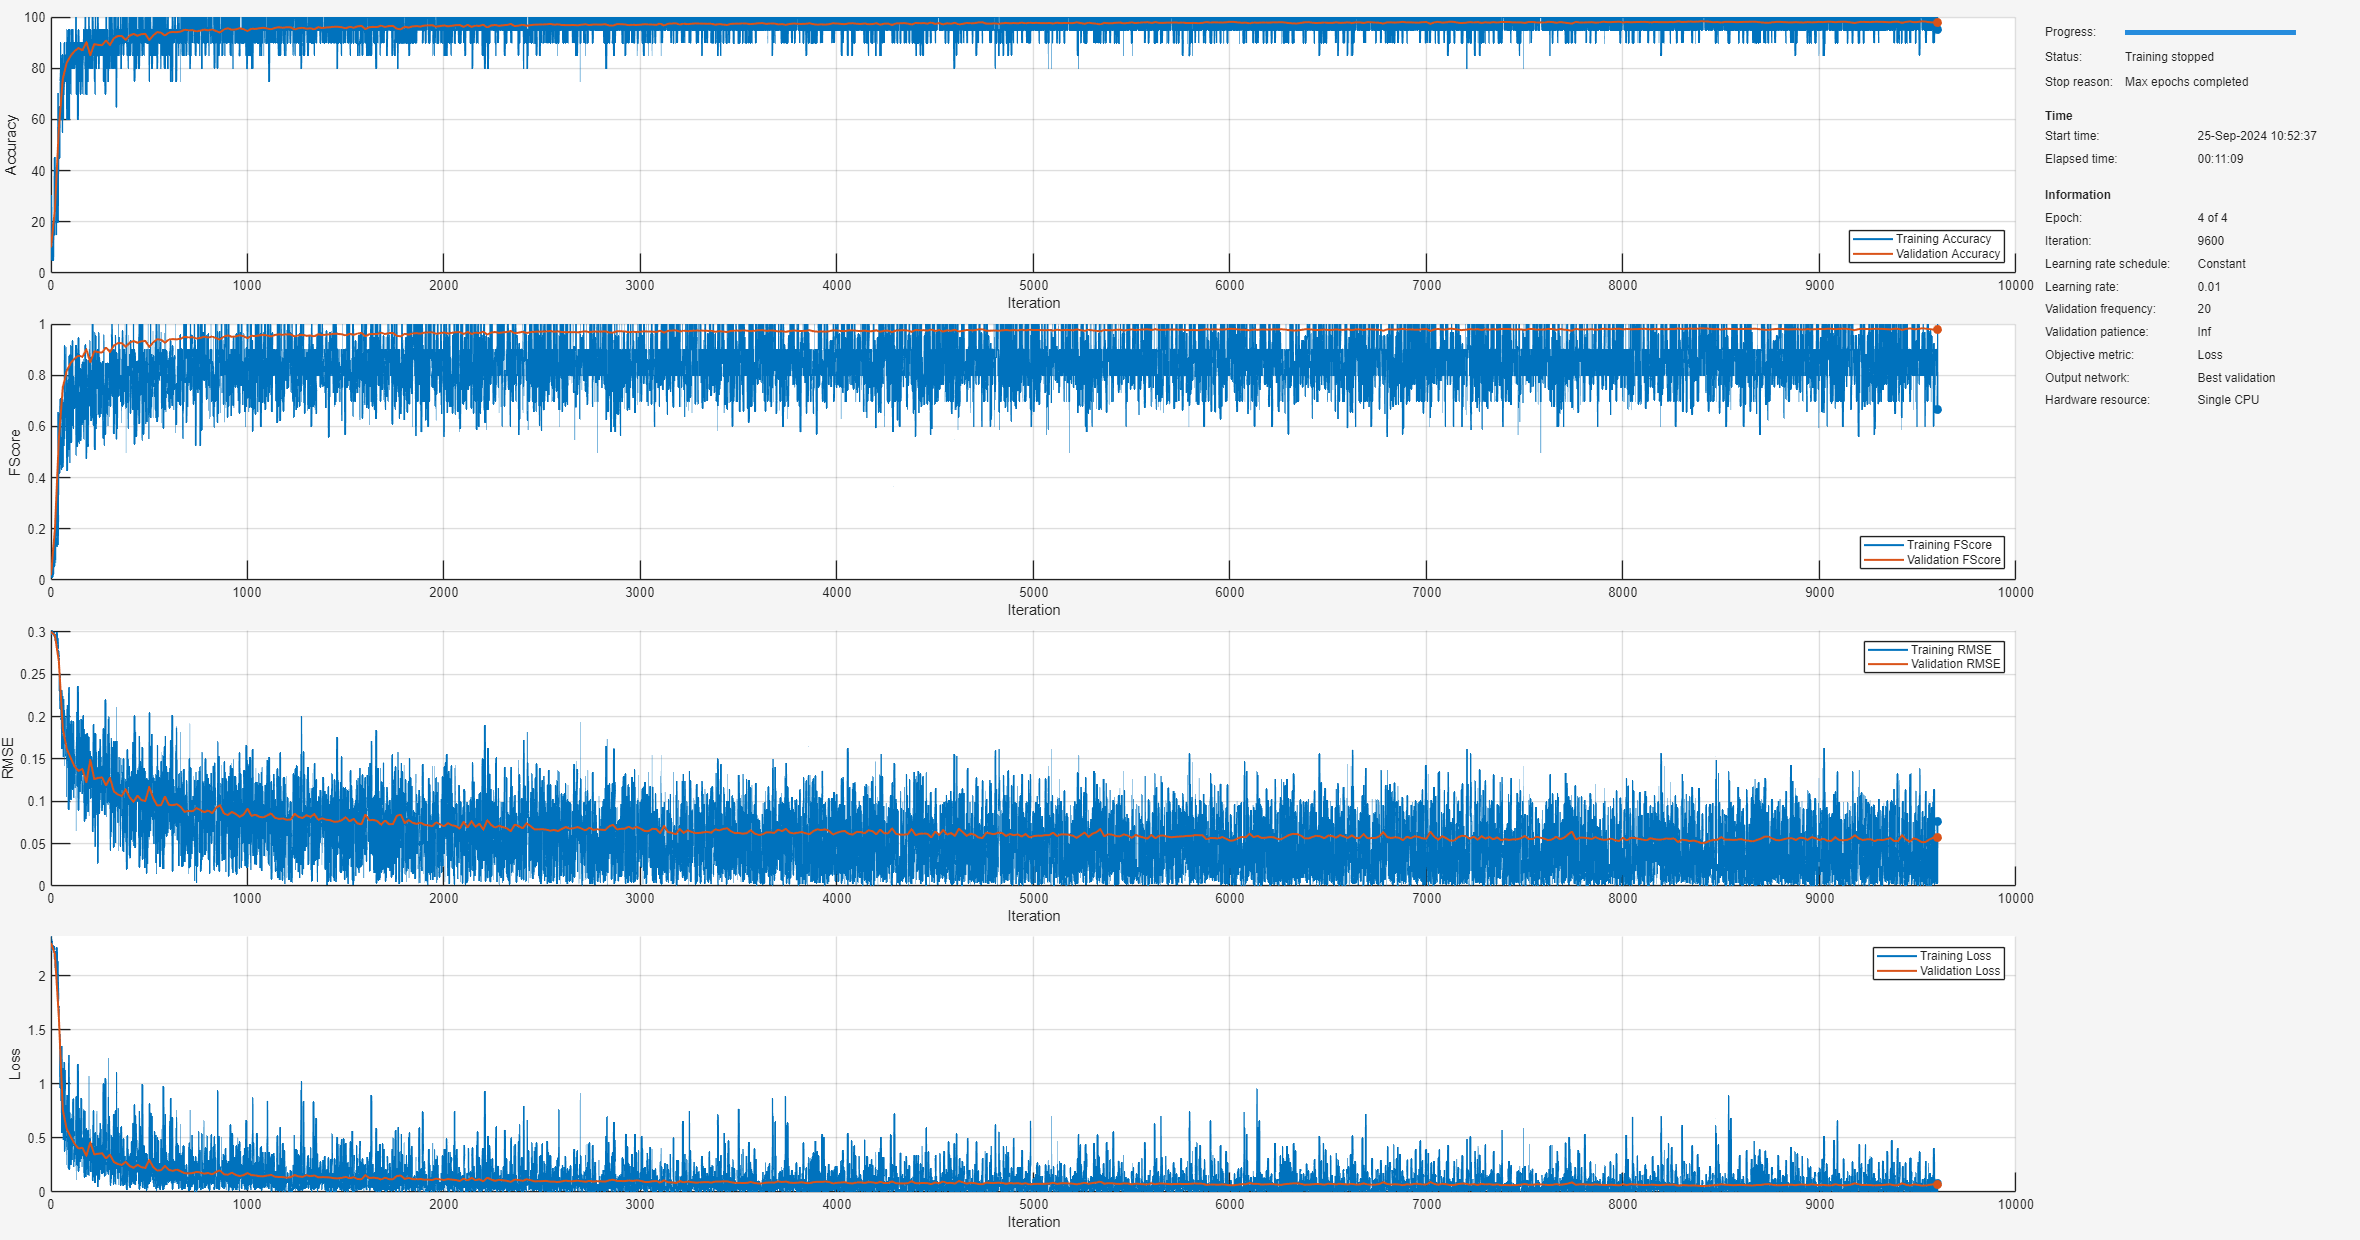 100
80
60
40
20
0
Accuracy
0 1000 2000 3000 4000 5000 6000 7000 8000 9000 10000
Iteration
Training Accuracy
Validation Accuracy
1
0.8
0.6
0.4
0.2
0
FScore
0 1000 2000 3000 4000 5000 6000 7000 8000 9000 10000
Iteration
Training FScore
Validation FScore
0.3
0.25
0.2
0.15
0.1
0.05
0
RMSE
0 1000 2000 3000 4000 5000 6000 7000 8000 9000 10000
Iteration
Training RMSE
Validation RMSE
2
1.5
1
0.5
0
Loss
0 1000 2000 3000 4000 5000 6000 7000 8000 9000 10000
Iteration
Training Loss
Validation Loss
Progress:
Status: Training stopped
Stop reason: Max epochs completed
Time
Start time: 25-Sep-2024 10:52:37
Elapsed time: 00:11:09
Information
Epoch: 4 of 4
Iteration: 9600
Learning rate schedule: Constant
Learning rate: 0.01
Validation frequency: 20
Validation patience: Inf
Objective metric: Loss
Output network: Best validation
Hardware resource: Single CPU